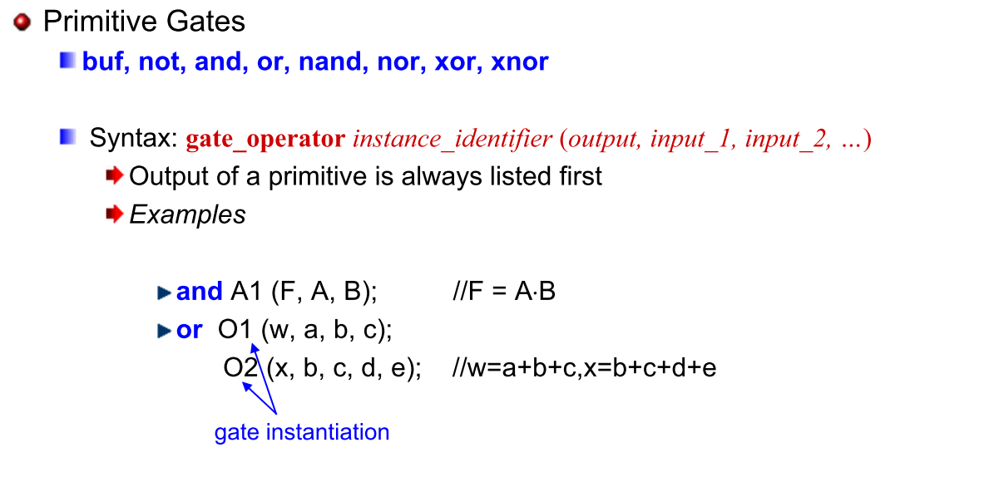 Primitive Gates
buf, not, and, or, nand, nor, xor, xnor
Syntax: gate_operator instance_identifier (output, input_1, input_2, …)
Output of a primitive is always listed first
Examples
and A1 (F, A, B); //F = A·B
or O1 (w, a, b, c);
O2 (x, b, c, d, e); //w=a+b+c,x=b+c+d+e
gate instantiation